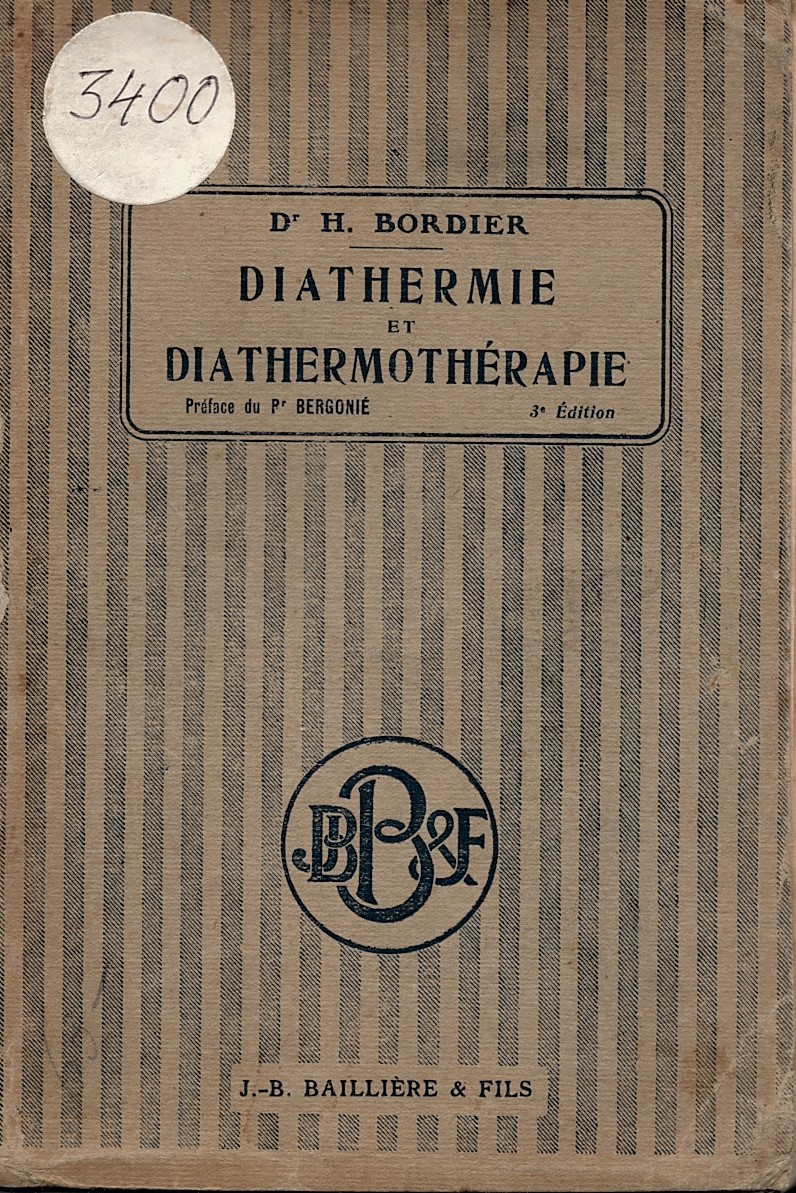 3400
Dr H. BORDIER
DIATHERMIE
ET
DIATHERMOTHÉRAPIE
Préface du Pr BERGONIÉ 3e Édition
JBB&F
J.-B. BAILLIÈRE & FILS